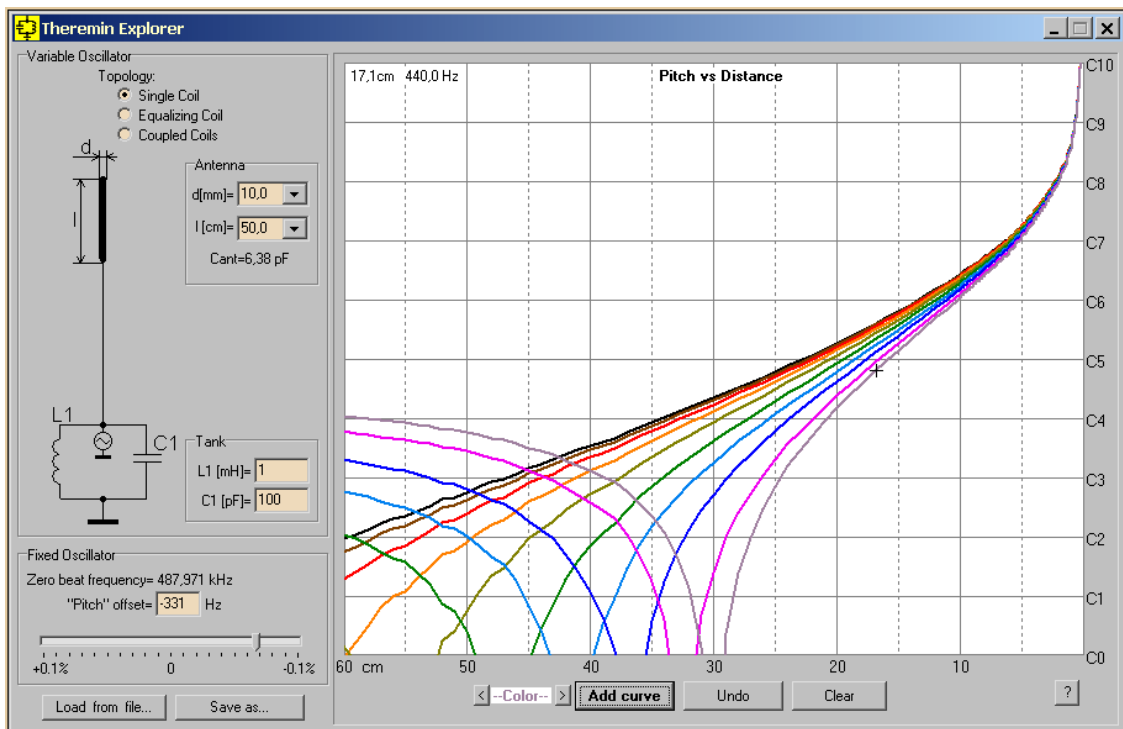 Theremin Explorer
Variable Oscillator
Topology:
Single Coil
Equalizing Coil
Coupled Coils
d
l
Antenna
d[mm]= 10,0
l [cm]= 50,0
Cant=6,38 pF
L1
C1
Tank
L1 [mH]= 1
C1 [pF]= 100
Fixed Oscillator
Zero beat frequency= 487,971 kHz
"Pitch" offset= -331 Hz
+0.1% 0 -0.1%
Load from file... Save as...
17,1cm 440,0 Hz Pitch vs Distance
C10
C9
C8
C7
C6
C5
C4
C3
C2
C1
C0
60 cm 50 40 30 20 10
< --Color-- > Add curve Undo Clear ?